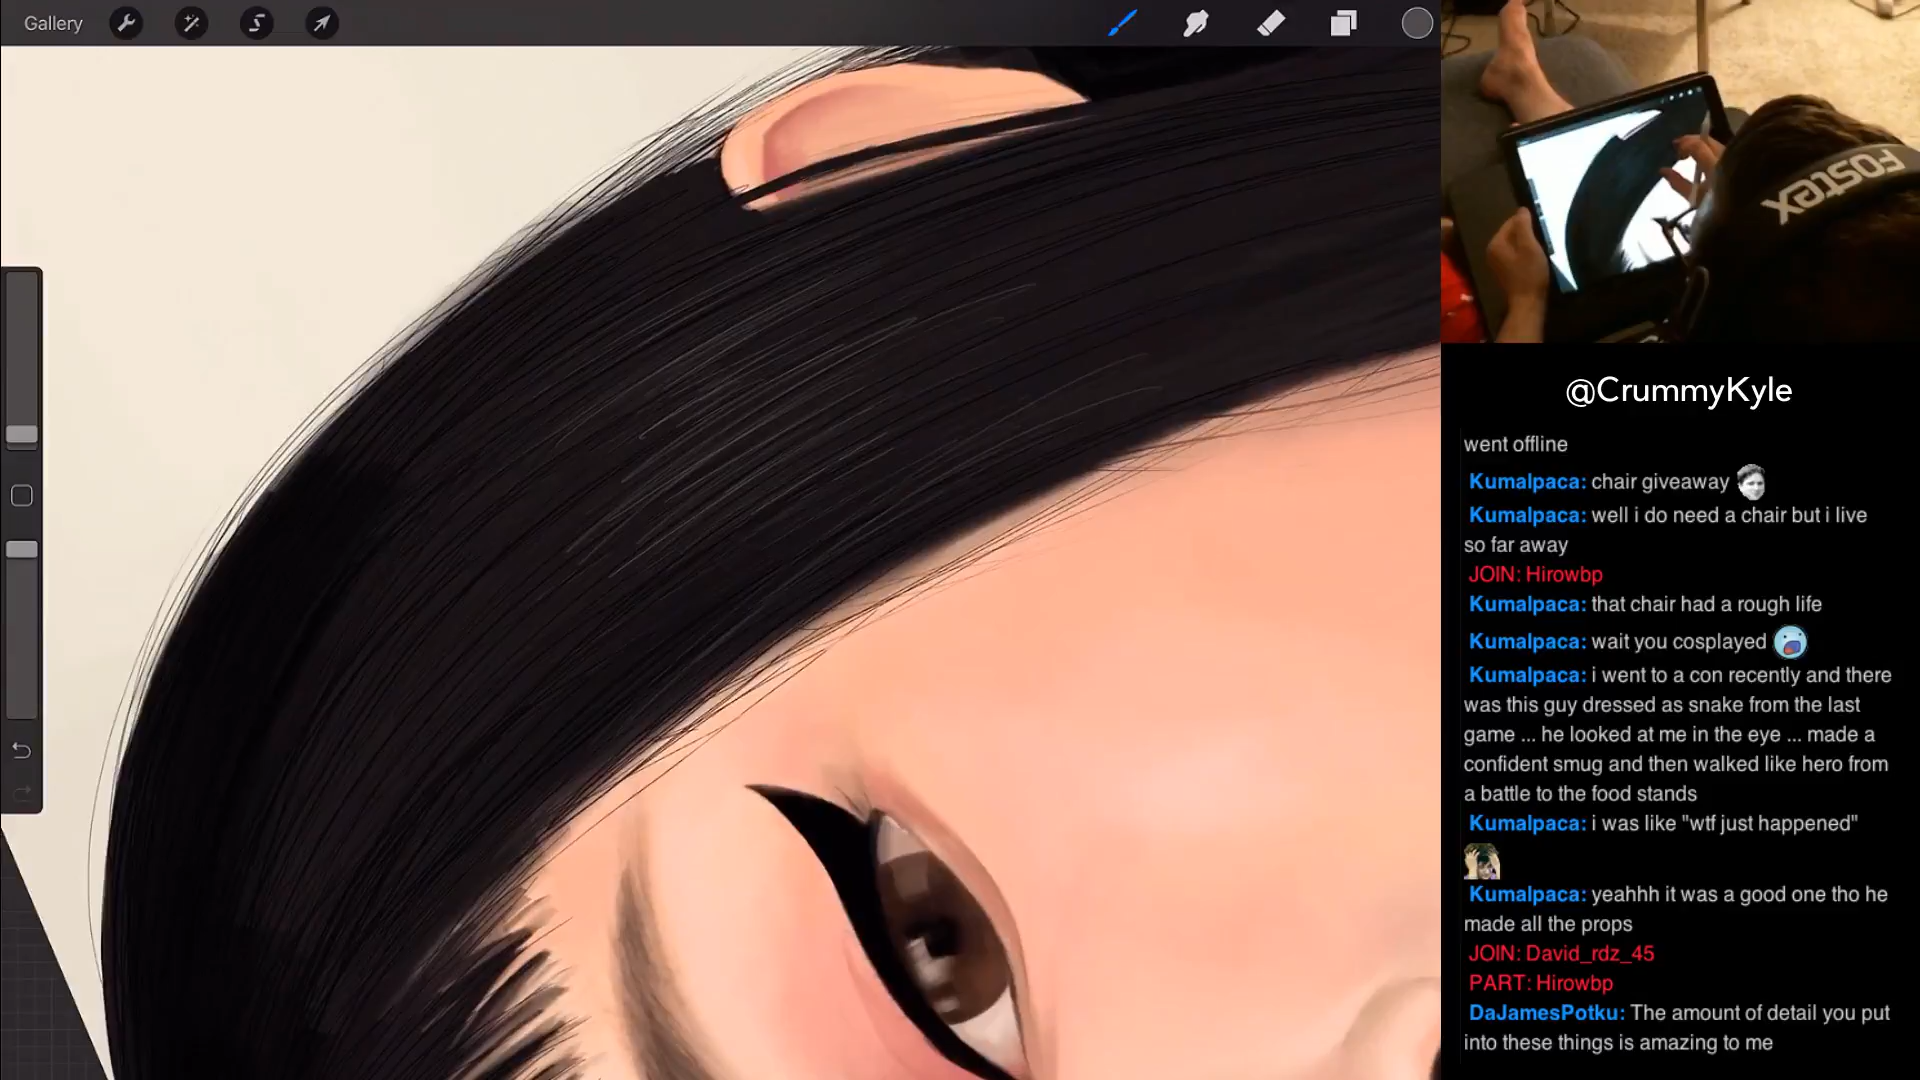 Gallery
FOSTEX
@CrummyKyle
went offline
Kumalpaca: chair giveaway
Kumalpaca: well i do need a chair but i live
so far away
JOIN: Hirowbp
Kumalpaca: that chair had a rough life
Kumalpaca: wait you cosplayed
Kumalpaca: i went to a con recently and there
was this guy dressed as snake from the last
game ... he looked at me in the eye ... made a
confident smug and then walked like hero from
a battle to the food stands
Kumalpaca: i was like "wtf just happened"
Kumalpaca: yeahhh it was a good one tho he
made all the props
JOIN: David_rdz_45
PART: Hirowbp
DaJamesPotku: The amount of detail you put
into these things is amazing to me